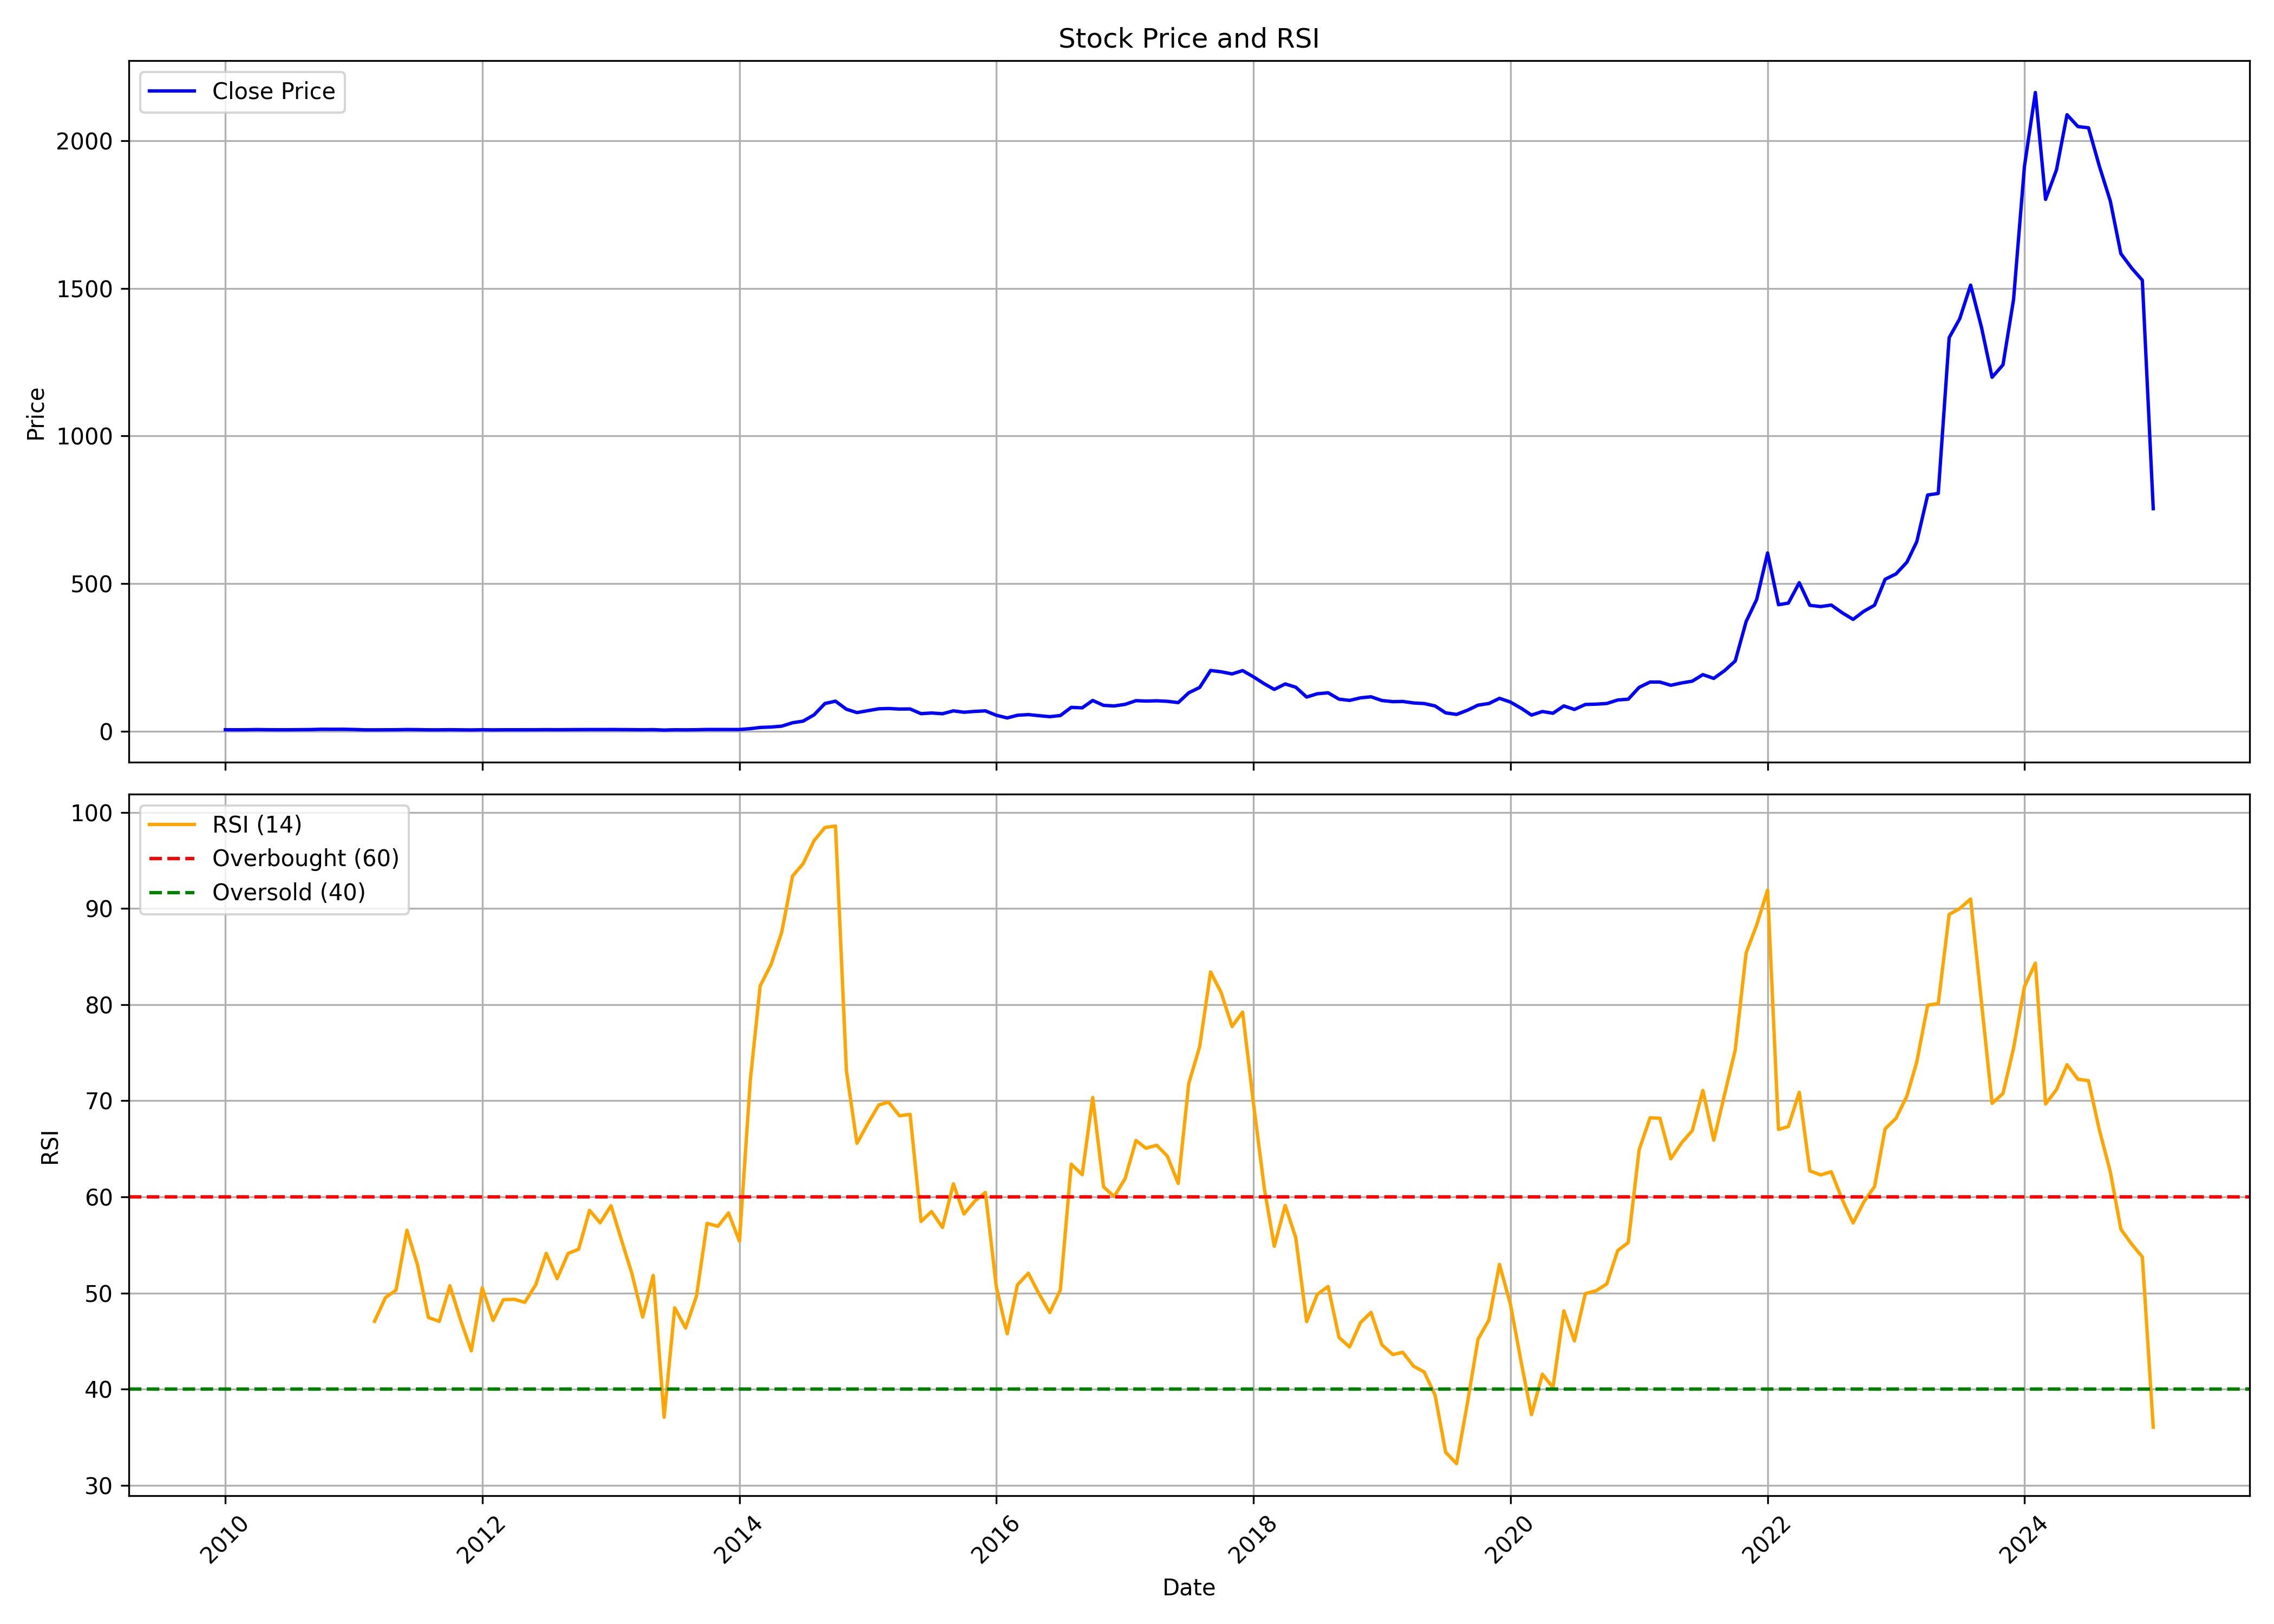 Stock Price and RSI
Close Price
Price
2000
1500
1000
500
0
RSI (14)
Overbought (60)
Oversold (40)
RSI
100
90
80
70
60
50
40
30
2010
2012
2014
2016
2018
2020
2022
2024
Date